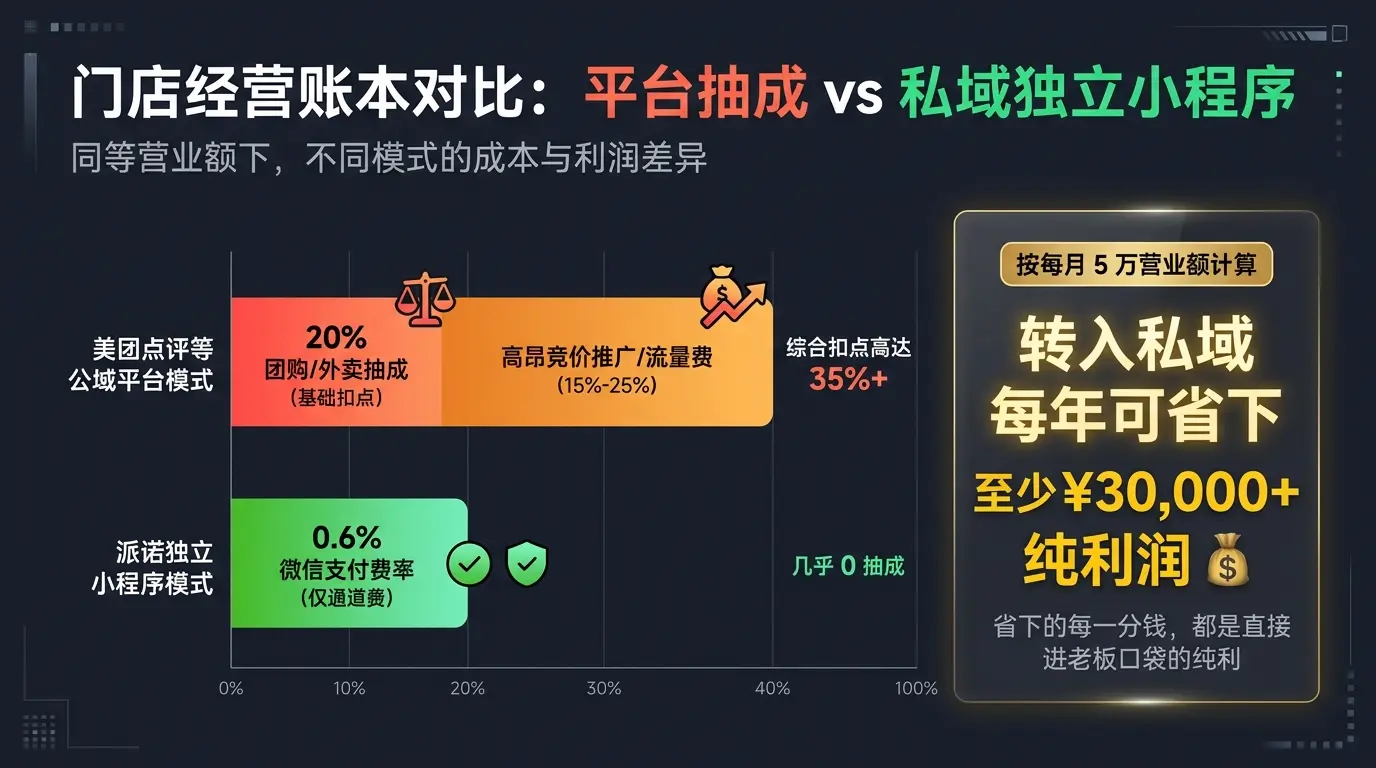 门店经营账本对比：平台抽成 vs 私域独立小程序
同等营业额下，不同模式的成本与利润差异
美团点评等
公域平台模式
20%
团购/外卖抽成
（基础扣点）
高昂竞价推广/流量费
(15%-25%)
综合扣点高达
35%+
派诺独立
小程序模式
0.6%
微信支付费率
（仅通道费）
几乎 0 抽成
0%
10%
20%
30%
40%
100%
按每月 5 万营业额计算
转入私域
每年可省下
至少¥30,000+
纯利润
省下的每一分钱，都是直接
进老板口袋的纯利